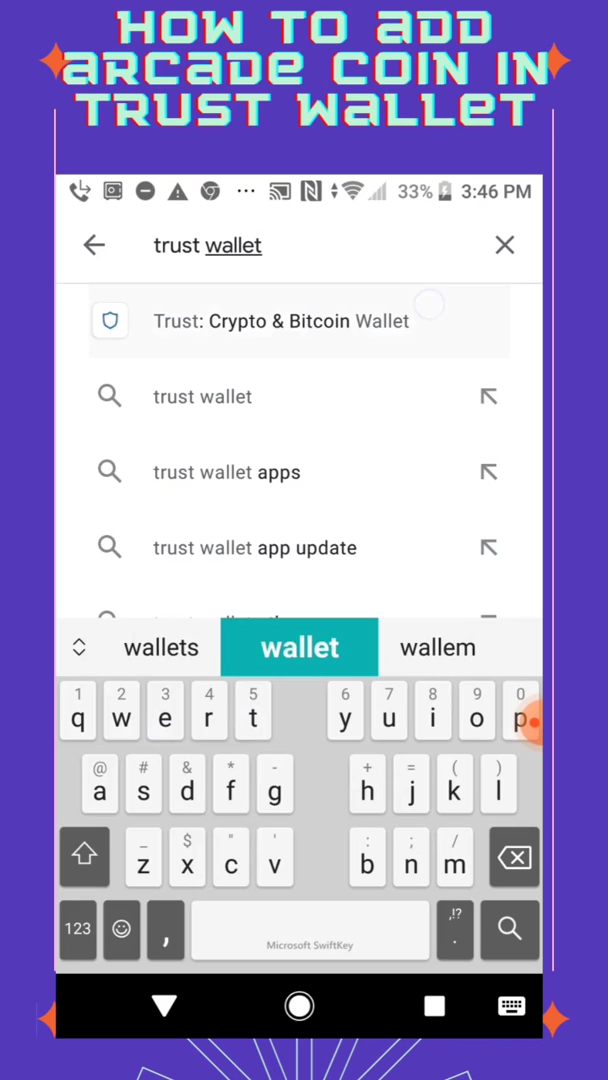 HOW TO ADD
ARCADE COIN IN
TRUST WALLET
... 33% 3:46 PM
trust wallet
Trust: Crypto & Bitcoin Wallet
trust wallet
trust wallet apps
trust wallet app update
wallets wallet wallem
1 2 3 4 5 6 7 8 9 0
q w e r t y u i o p
@ # & * - + = ( )
a s d f g h j k l
_ $ " ' : ; /
z x c v b n m
123 , ,!? .
Microsoft SwiftKey